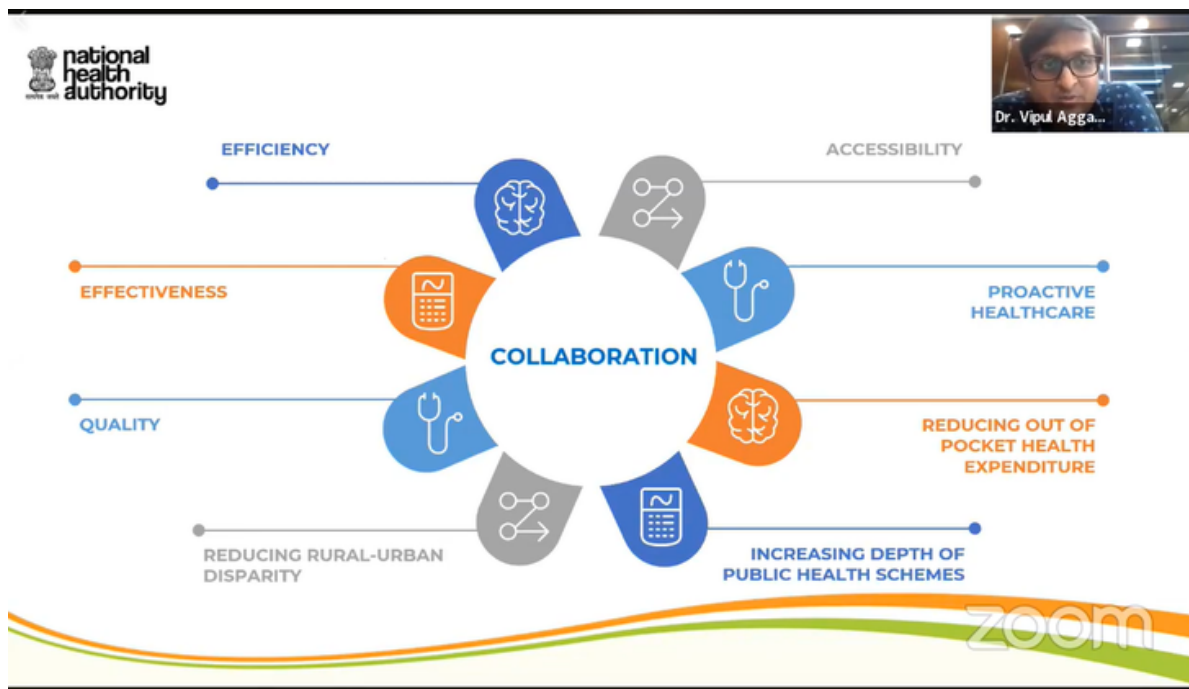 national
health
authority
Dr. Vipul Agga...
EFFICIENCY
ACCESSIBILITY
EFFECTIVENESS
PROACTIVE
HEALTHCARE
COLLABORATION
QUALITY
REDUCING OUT OF
POCKET HEALTH
EXPENDITURE
REDUCING RURAL-URBAN
DISPARITY
INCREASING DEPTH OF
PUBLIC HEALTH SCHEMES
zoom